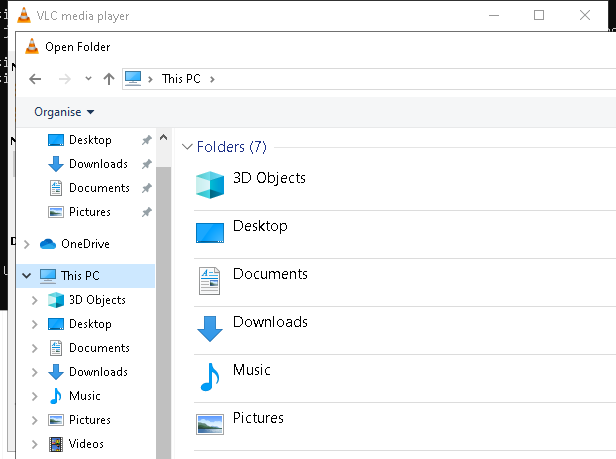 VLC media player
Open Folder
This PC
Organise
Desktop
Downloads
Documents
Pictures
OneDrive
This PC
3D Objects
Desktop
Documents
Downloads
Music
Pictures
Videos
Folders (7)
3D Objects
Desktop
Documents
Downloads
Music
Pictures